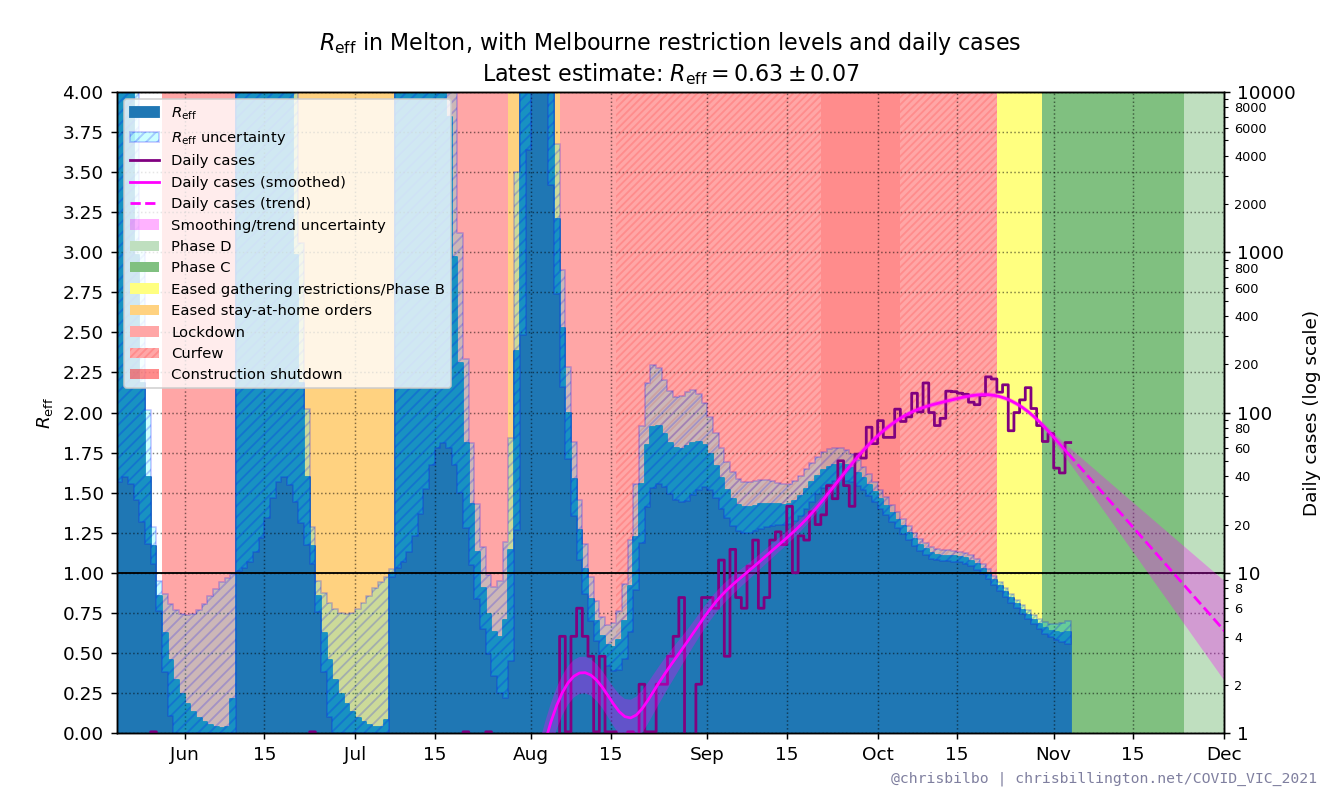 Reff in Melton, with Melbourne restriction levels and daily cases
Latest estimate: Reff = 0.63 ± 0.07
Reff
Reff uncertainty
Daily cases
Daily cases (smoothed)
Daily cases (trend)
Smoothing/trend uncertainty
Phase D
Phase C
Eased gathering restrictions/Phase B
Eased stay-at-home orders
Lockdown
Curfew
Construction shutdown
Reff
4.00
3.75
3.50
3.25
3.00
2.75
2.50
2.25
2.00
1.75
1.50
1.25
1.00
0.75
0.50
0.25
0.00
10000
8000
6000
4000
2000
1000
800
600
400
200
100
80
60
40
20
10
8
6
4
2
1
Daily cases (log scale)
Jun 15 Jul 15 Aug 15 Sep 15 Oct 15 Nov 15 Dec
@chrisbilbo | chrisbillington.net/COVID_VIC_2021